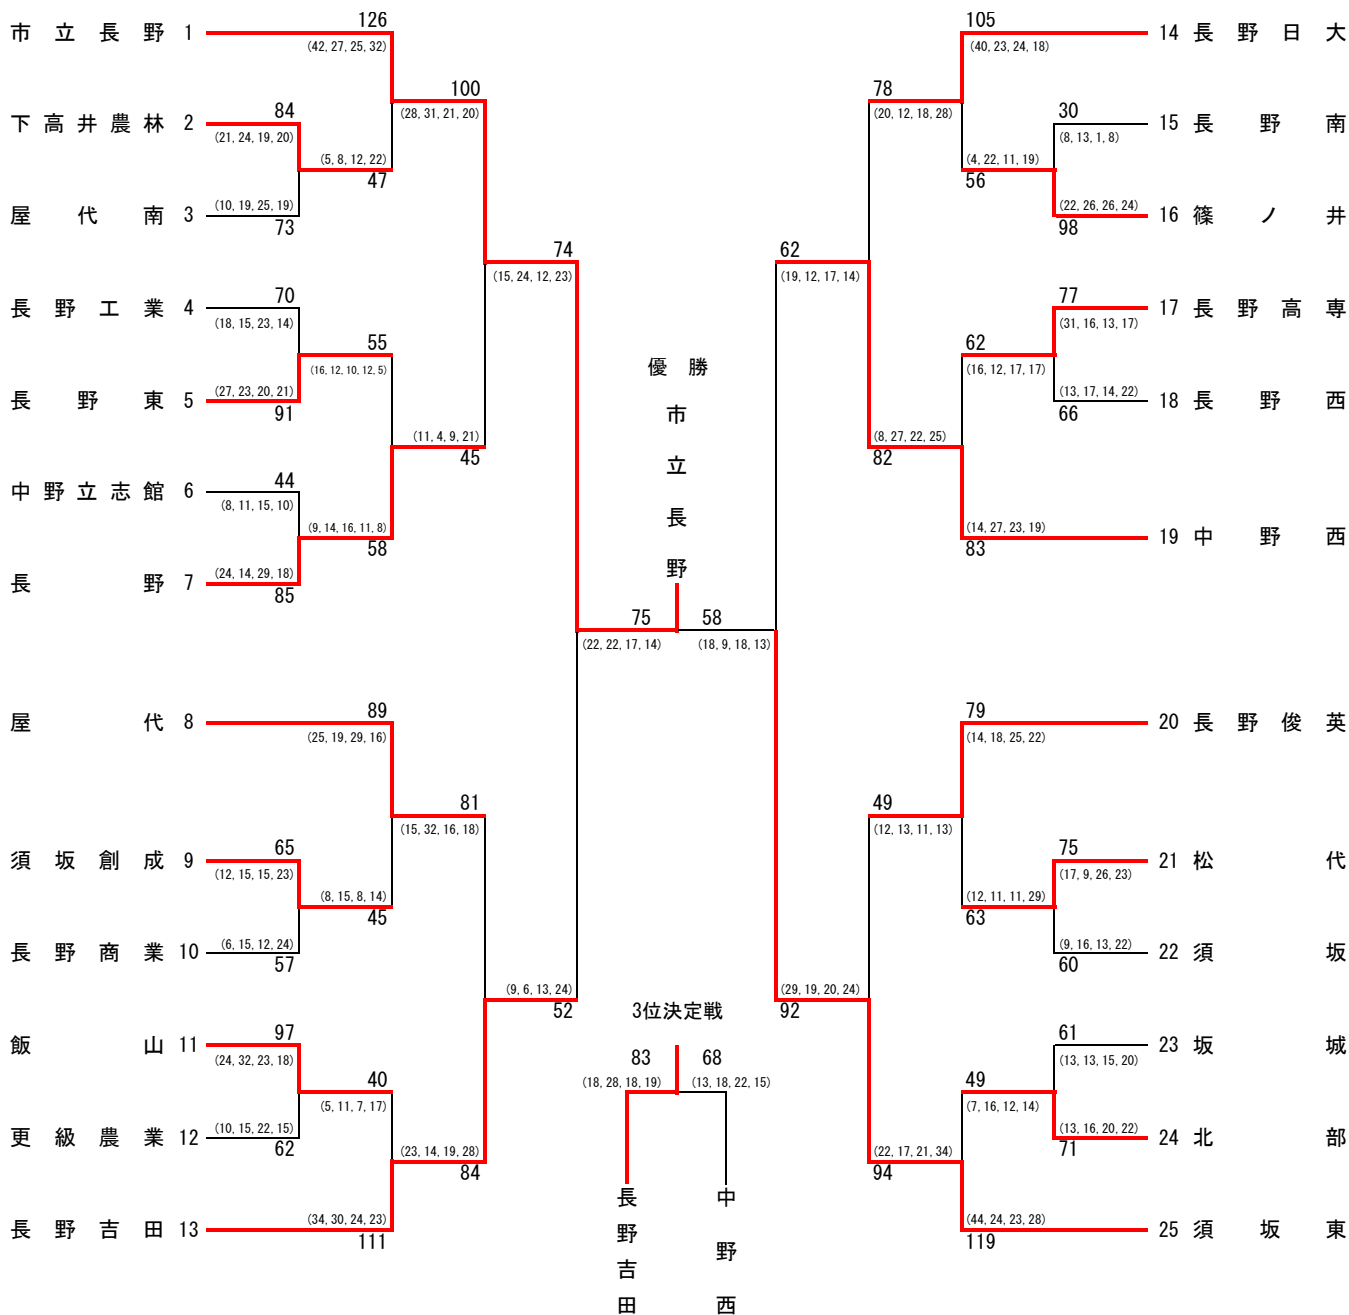 126
市立長野 1
(42, 27, 25, 32)
100
(28, 31, 21, 20)
84
下高井農林 2
(21, 24, 19, 20)
(5, 8, 12, 22)
47
(10, 19, 25, 19)
屋代南 3
73
74
(15, 24, 12, 23)
70
長野工業 4
(18, 15, 23, 14)
55
(16, 12, 10, 12, 5)
(27, 23, 20, 21)
長野東 5
91
(11, 4, 9, 21)
45
44
中野立志館 6
(8, 11, 15, 10)
(9, 14, 16, 11, 8)
58
(24, 14, 29, 18)
長野 7
85
89
屋代 8
(25, 19, 29, 16)
81
(15, 32, 16, 18)
65
須坂創成 9
(12, 15, 15, 23)
(8, 15, 8, 14)
45
(6, 15, 12, 24)
長野商業 10
57
(9, 6, 13, 24)
52
97
飯山 11
(24, 32, 23, 18)
40
(5, 11, 7, 17)
(10, 15, 22, 15)
更級農業 12
62
(23, 14, 19, 28)
84
(34, 30, 24, 23)
長野吉田 13
111
優勝
市立長野
75
(22, 22, 17, 14)
58
(18, 9, 18, 13)
3位決定戦
83
(18, 28, 18, 19)
68
(13, 18, 22, 15)
長野吉田
中野西
105
14 長野日大
(40, 23, 24, 18)
78
(20, 12, 18, 28)
30
15 長野南
(8, 13, 1, 8)
(4, 22, 11, 19)
56
(22, 26, 26, 24)
16 篠ノ井
98
62
(19, 12, 17, 14)
77
17 長野高専
(31, 16, 13, 17)
62
(16, 12, 17, 17)
(13, 17, 14, 22)
18 長野西
66
(8, 27, 22, 25)
82
(14, 27, 23, 19)
19 中野西
83
79
20 長野俊英
(14, 18, 25, 22)
49
(12, 13, 11, 13)
75
21 松代
(17, 9, 26, 23)
(12, 11, 11, 29)
63
(9, 16, 13, 22)
22 須坂
60
(29, 19, 20, 24)
92
61
23 坂城
(13, 13, 15, 20)
49
(7, 16, 12, 14)
(13, 16, 20, 22)
24 北部
71
(22, 17, 21, 34)
94
(44, 24, 23, 28)
25 須坂東
119